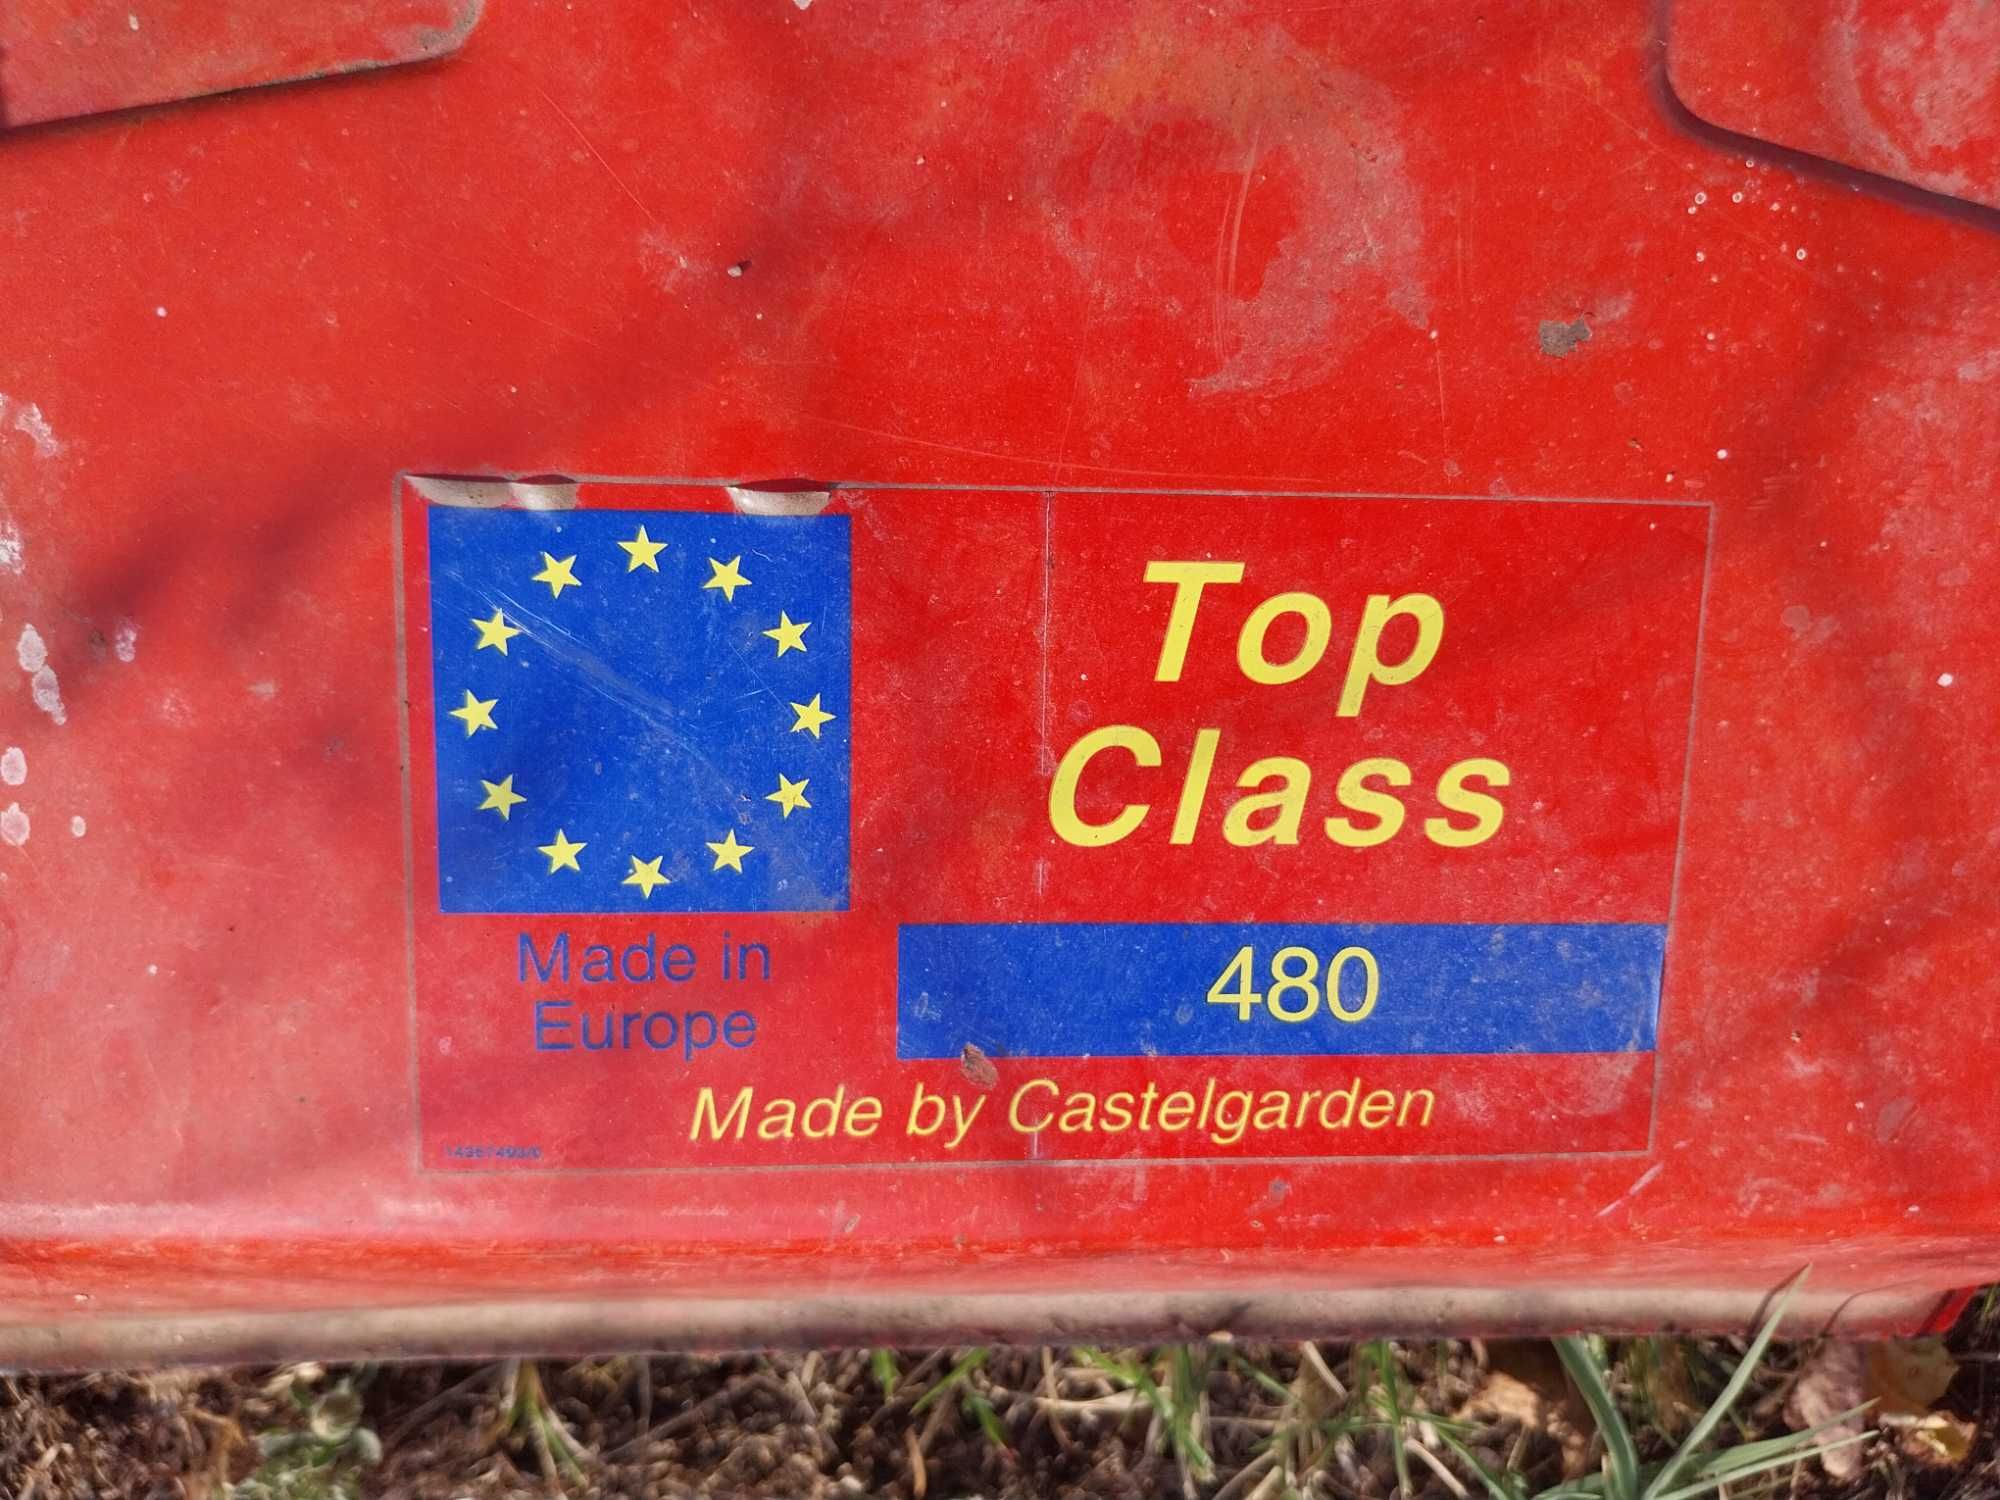 Top
Class
Made in
Europe
480
Made by Castelgarden